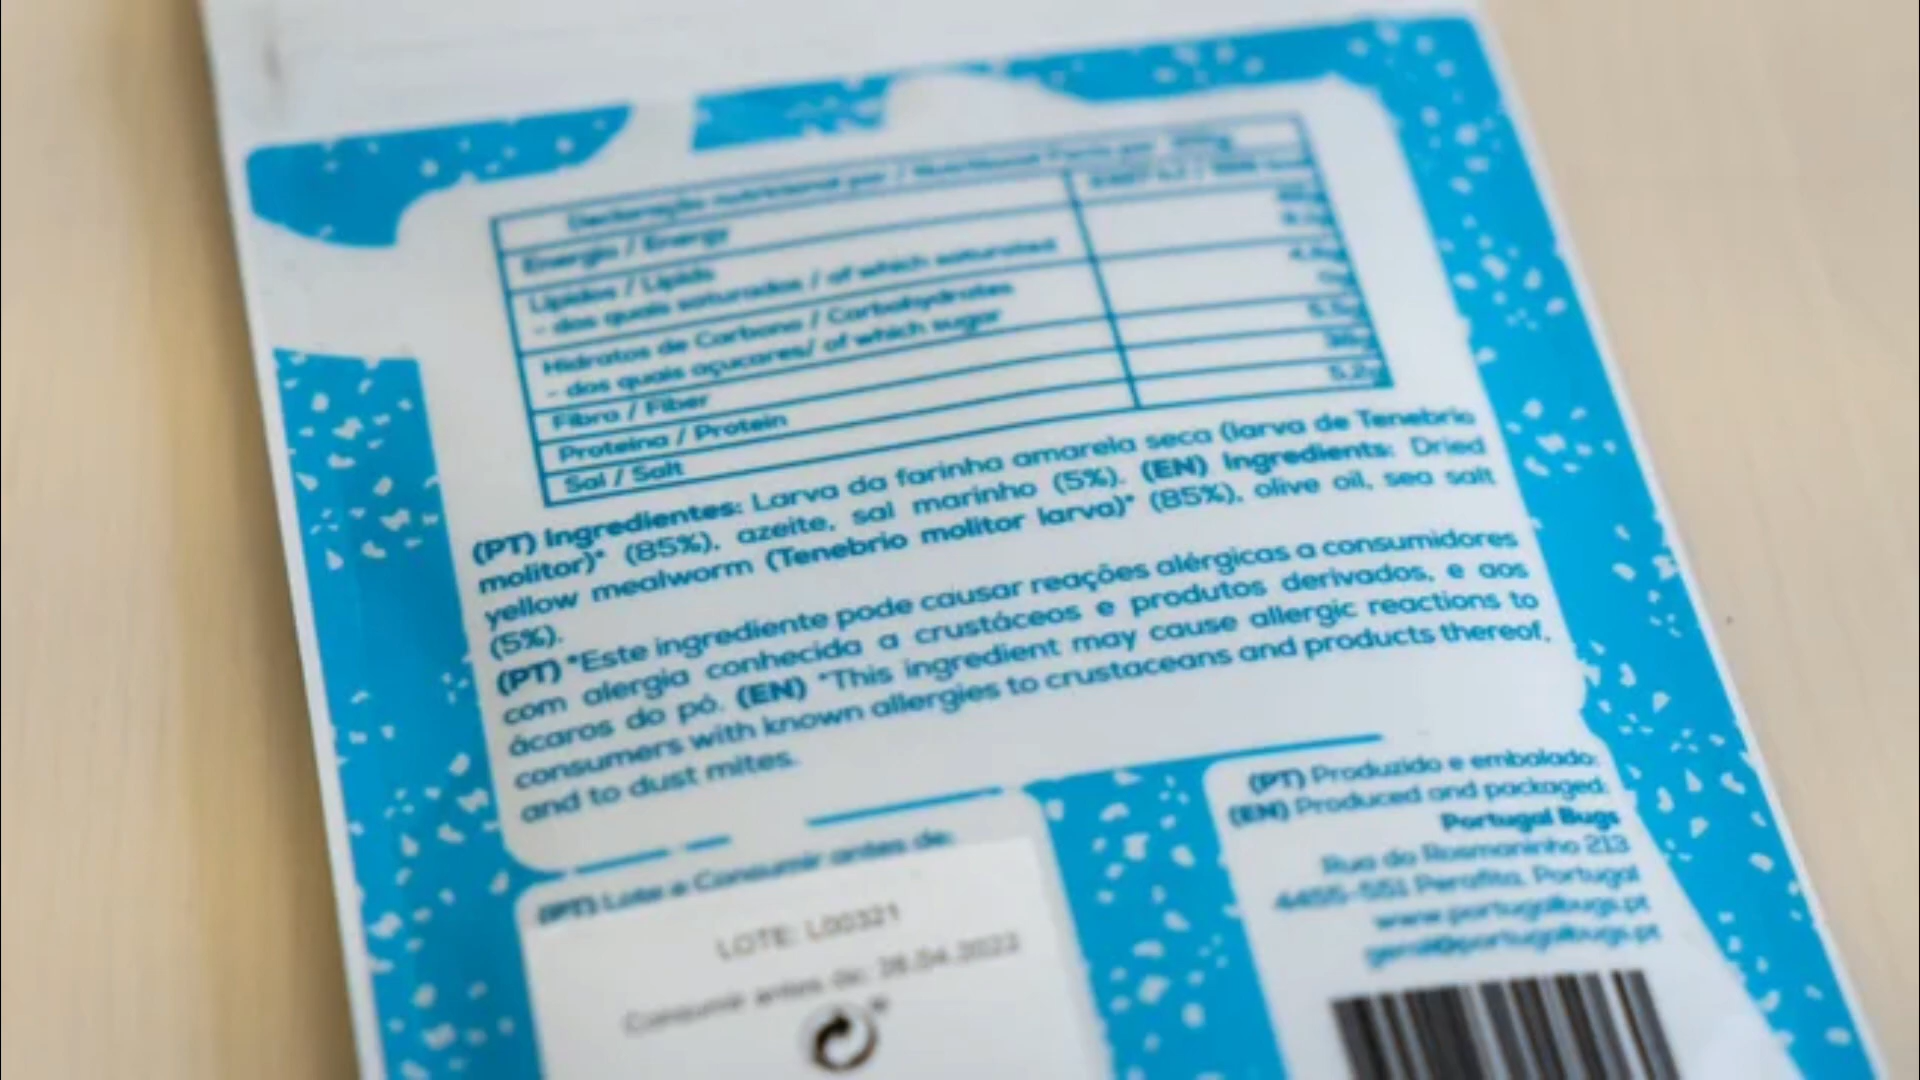 Declaração nutricional por / Nutritional Facts per
Energia / Energy
Lípidos / Lipids
- dos quais saturados / of which saturated
Hidratos de Carbono / Carbohydrates
- dos quais açucares/ of which sugar
Fibra / Fiber
Proteína / Protein
Sal / Salt 5,2g
(PT) Ingredientes: Larva da farinha amarela seca (larva de Tenebrio
molitor)* (85%), azeite, sal marinho (5%). (EN) Ingredients: Dried
yellow mealworm (Tenebrio molitor larva)* (85%), olive oil, sea salt
(5%).
(PT) *Este ingrediente pode causar reações alérgicas a consumidores
com alergia conhecida a crustáceos e produtos derivados, e aos
ácaros do pó. (EN) *This ingredient may cause allergic reactions to
consumers with known allergies to crustaceans and products thereof,
and to dust mites.
(PT) Lote e Consumir antes de:
LOTE: L00321
Consumir antes de:
(PT) Produzido e embalado:
(EN) Produced and packaged:
Portugal Bugs
Rua do Rosmaninho 213
4455-551 Perafita, Portugal
www.portugalbugs.pt
geral@portugalbugs.pt